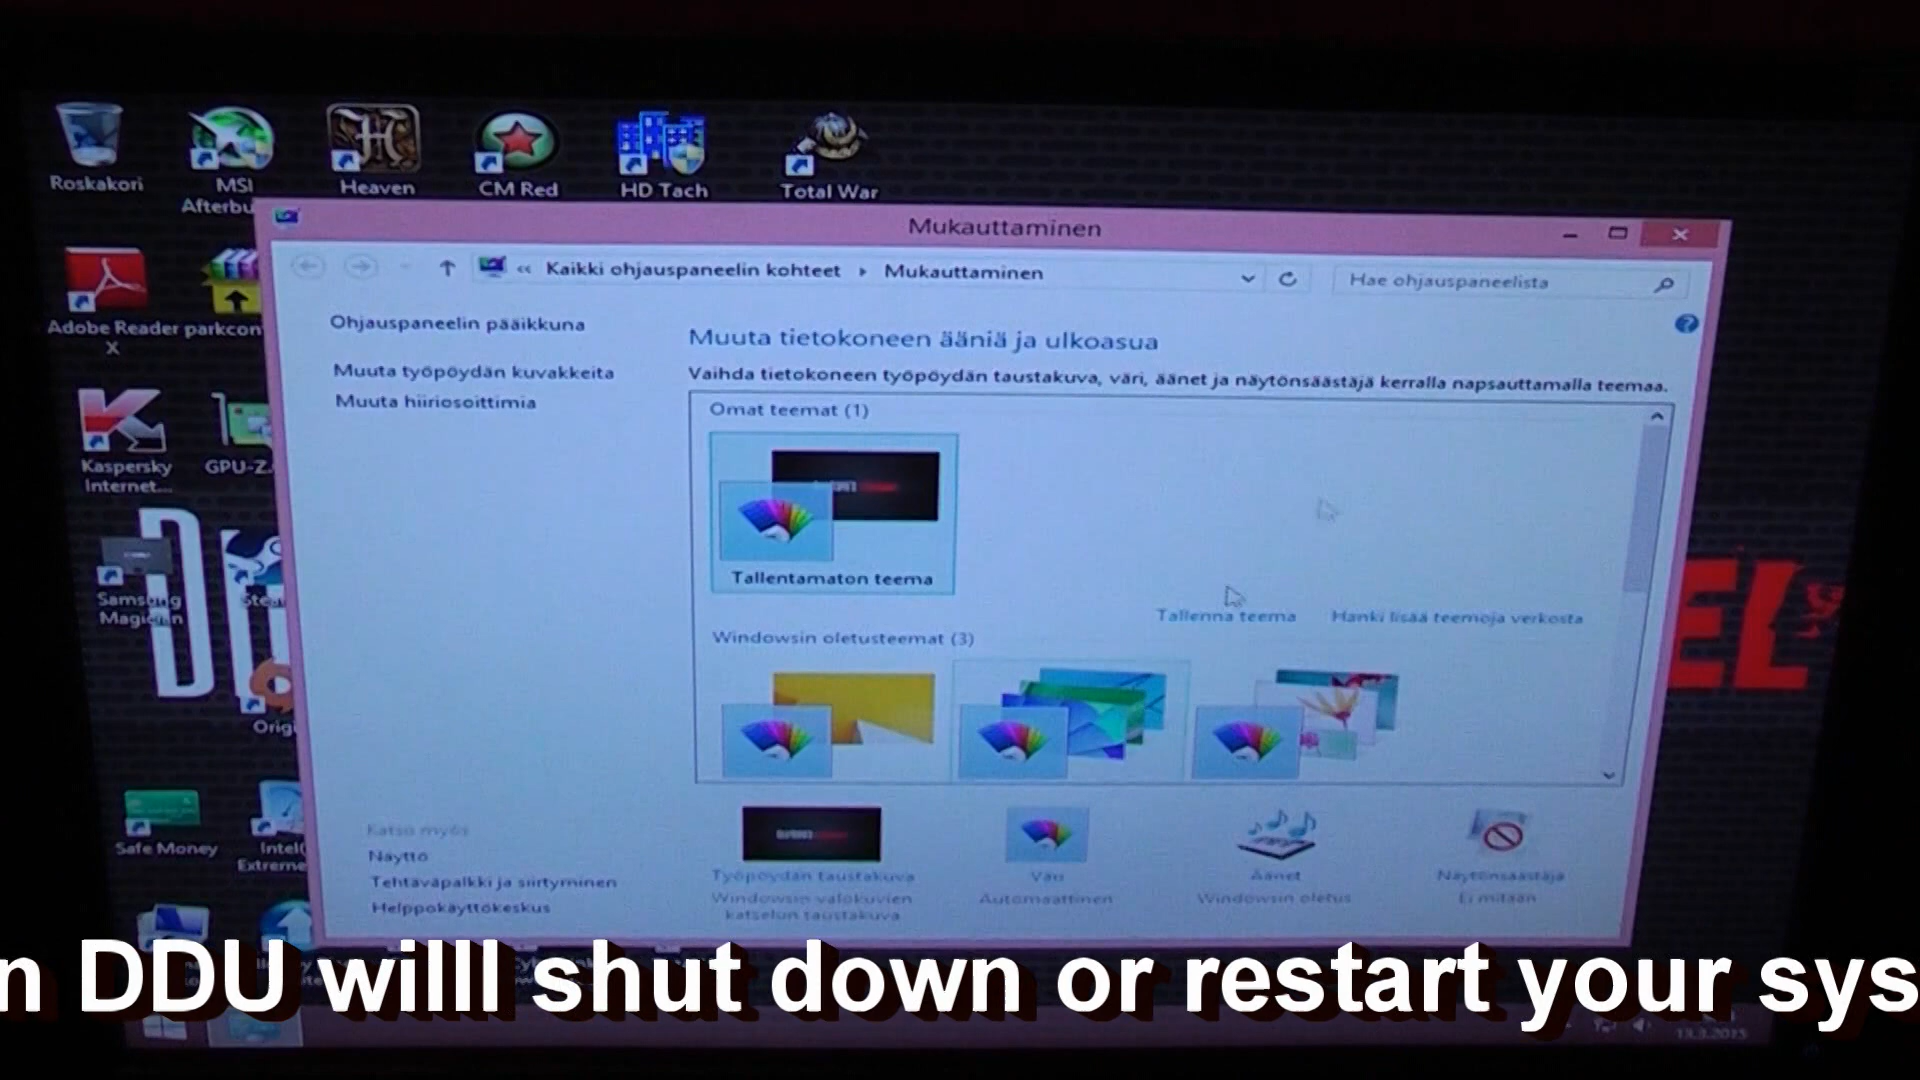 Roskakori
MSI
Afterbu
Heaven
CM Red
HD Tach
Total War
Mukauttaminen
« Kaikki ohjauspaneelin kohteet ▸ Mukauttaminen
Hae ohjauspaneelista
Adobe Reader
X
parkcon
Ohjauspaneelin pääikkuna
Muuta työpöydän kuvakkeita
Muuta hiiriosoittimia
Muuta tietokoneen ääniä ja ulkoasua
Vaihda tietokoneen työpöydän taustakuva, väri, äänet ja näytönsäästäjä kerralla napsauttamalla teemaa.
Omat teemat (1)
Kaspersky
Internet...
GPU-Z.
Tallentamaton teema
Samsung
Magician
Stea
Tallenna teema
Hanki lisää teemoja verkosta
Windowsin oletusteemat (3)
EL
Origi
Safe Money
Intel(
Extreme
Katso myös
Näyttö
Tehtäväpalkki ja siirtyminen
Helppokäyttökeskus
Työpöydän taustakuva
Windowsin valokuvien
katselun taustakuva
Väri
Automaattinen
Äänet
Windowsin oletus
Näytönsäästäjä
Ei mitään
n DDU willl shut down or restart your sys
13.3.2015